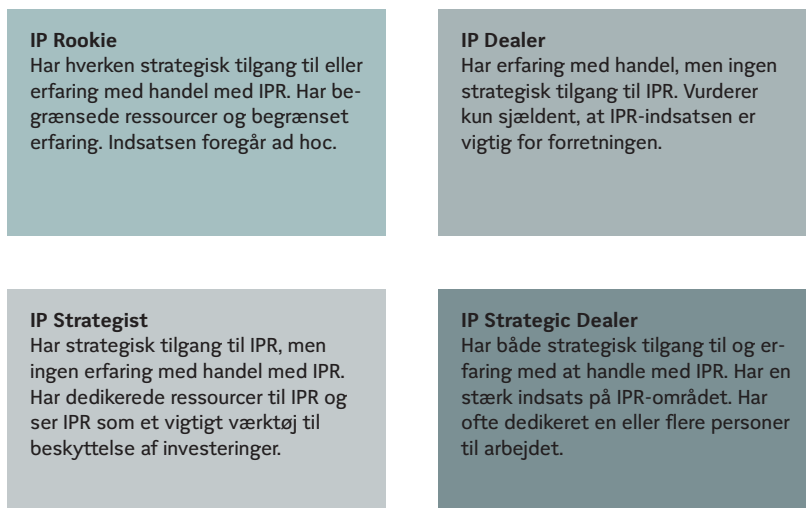 IP Rookie
Har hverken strategisk tilgang til eller
erfaring med handel med IPR. Har be-
grænsede ressourcer og begrænset
erfaring. Indsatsen foregår ad hoc.
IP Dealer
Har erfaring med handel, men ingen
strategisk tilgang til IPR. Vurderer
kun sjældent, at IPR-indsatsen er
vigtig for forretningen.
IP Strategist
Har strategisk tilgang til IPR, men
ingen erfaring med handel med IPR.
Har dedikerede ressourcer til IPR og
ser IPR som et vigtigt værktøj til
beskyttelse af investeringer.
IP Strategic Dealer
Har både strategisk tilgang til og er-
faring med at handle med IPR. Har en
stærk indsats på IPR-området. Har
ofte dedikeret en eller flere personer
til arbejdet.